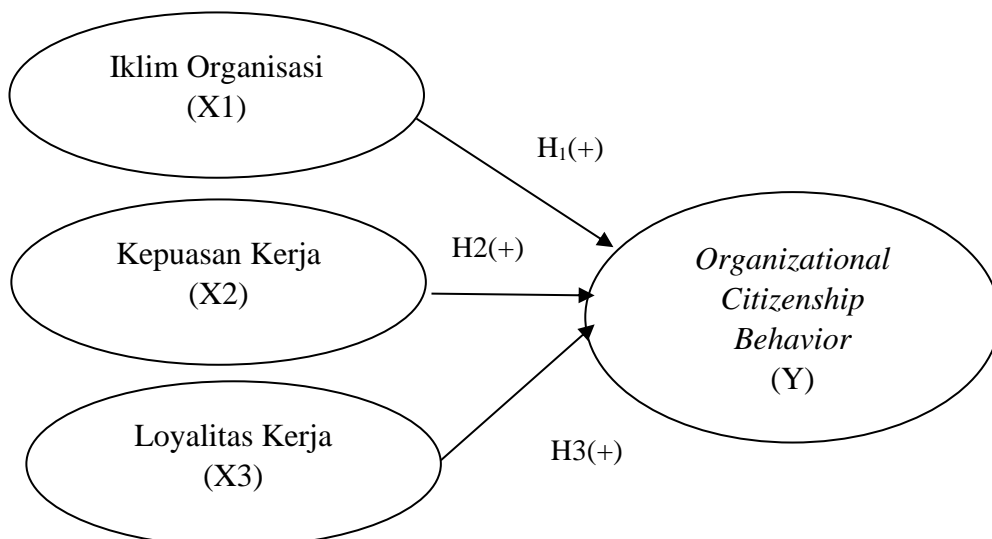 Iklim Organisasi
(X1)
H₁(+)
Kepuasan Kerja
(X2)
H2(+)
Organizational
Citizenship
Behavior
(Y)
Loyalitas Kerja
(X3)
H3(+)